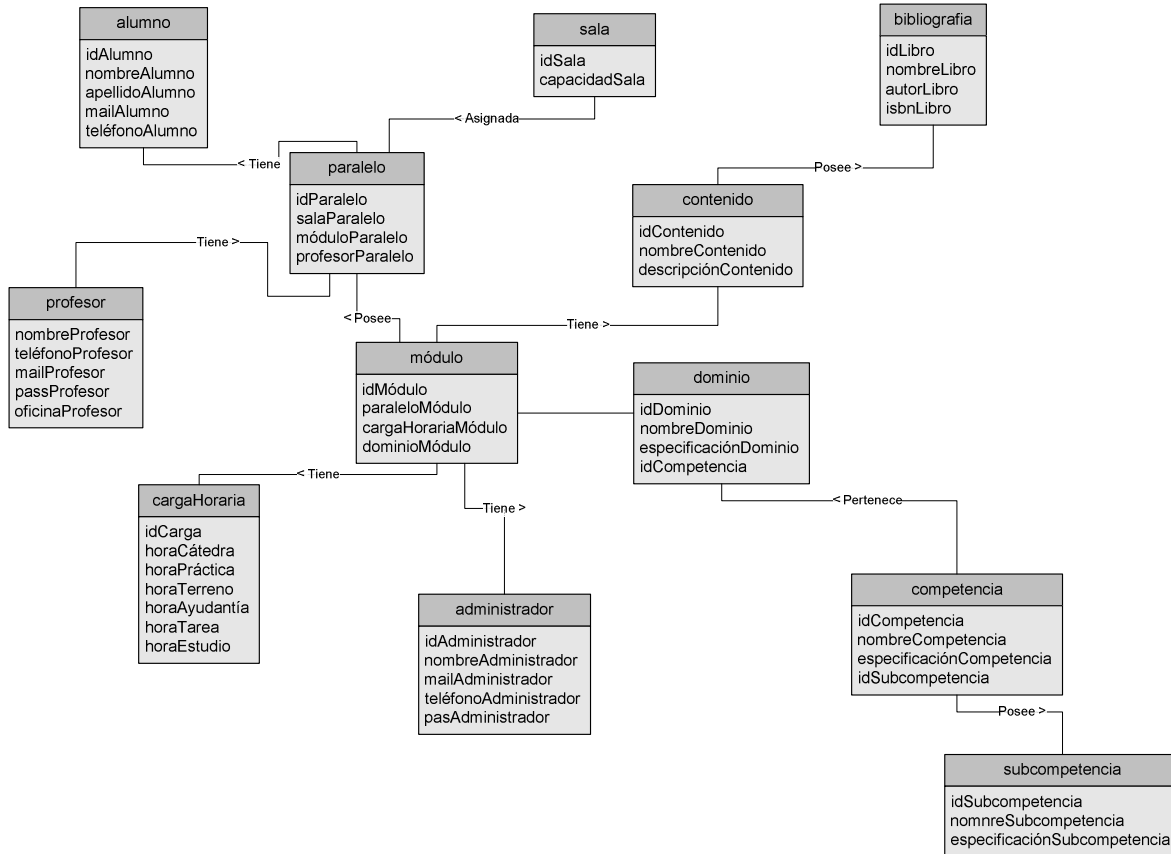 alumno
idAlumno
nombreAlumno
apellidoAlumno
mailAlumno
teléfonoAlumno
sala
idSala
capacidadSala
bibliografia
idLibro
nombreLibro
autorLibro
isbnLibro
< Asignada
< Tiene
paralelo
idParalelo
salaParalelo
móduloParalelo
profesorParalelo
Posee >
contenido
idContenido
nombreContenido
descripciónContenido
Tiene >
profesor
nombreProfesor
teléfonoProfesor
mailProfesor
passProfesor
oficinaProfesor
< Posee
Tiene >
módulo
idMódulo
paraleloMódulo
cargaHorariaMódulo
dominioMódulo
dominio
idDominio
nombreDominio
especificaciónDominio
idCompetencia
< Tiene
cargaHoraria
idCarga
horaCátedra
horaPráctica
horaTerreno
horaAyudantía
horaTarea
horaEstudio
Tiene >
administrador
idAdministrador
nombreAdministrador
mailAdministrador
teléfonoAdministrador
pasAdministrador
< Pertenece
competencia
idCompetencia
nombreCompetencia
especificaciónCompetencia
idSubcompetencia
Posee >
subcompetencia
idSubcompetencia
nomnreSubcompetencia
especificaciónSubcompetencia